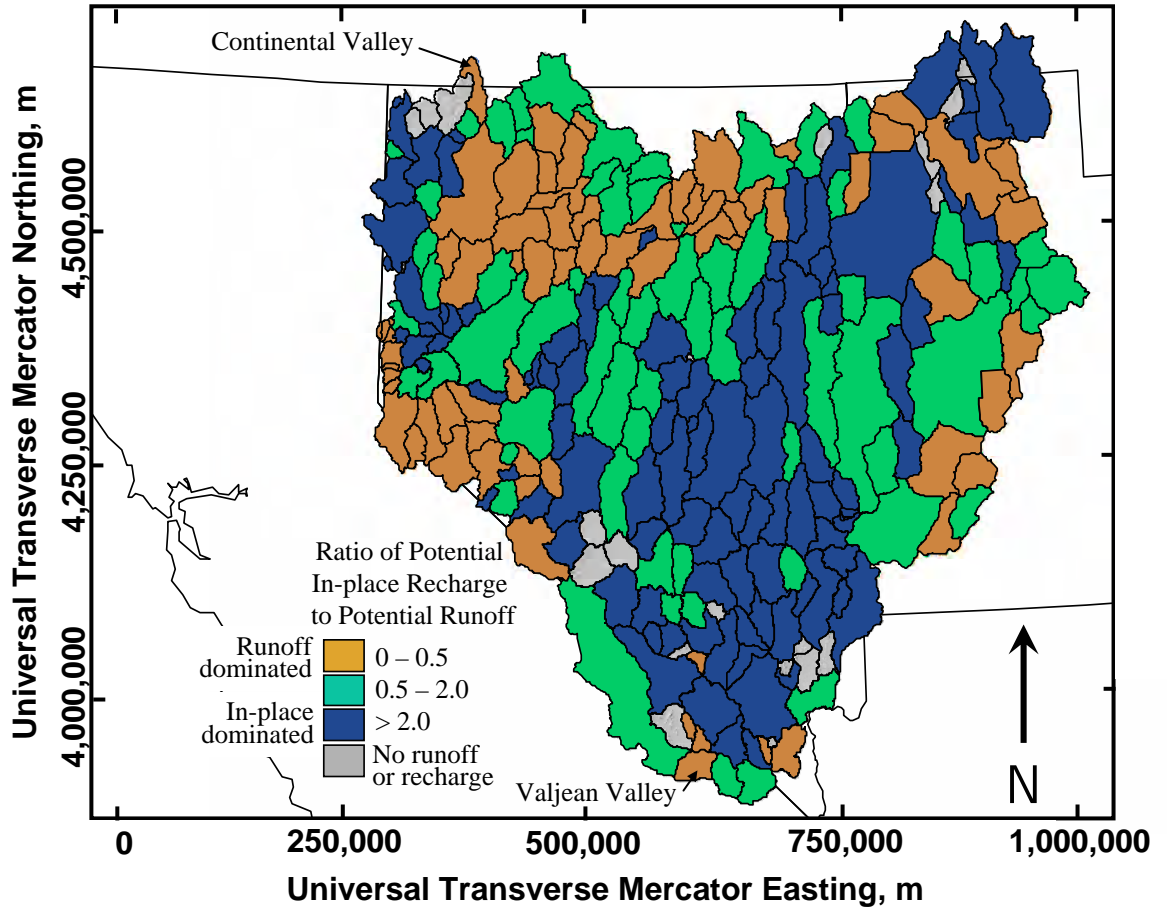 Continental Valley
Universal Transverse Mercator Northing, m
4,500,000
4,250,000
4,000,000
Ratio of Potential
In-place Recharge
to Potential Runoff
Runoff
dominated
0 – 0.5
0.5 – 2.0
In-place
dominated
> 2.0
No runoff
or recharge
Valjean Valley
N
0
250,000
500,000
750,000
1,000,000
Universal Transverse Mercator Easting, m